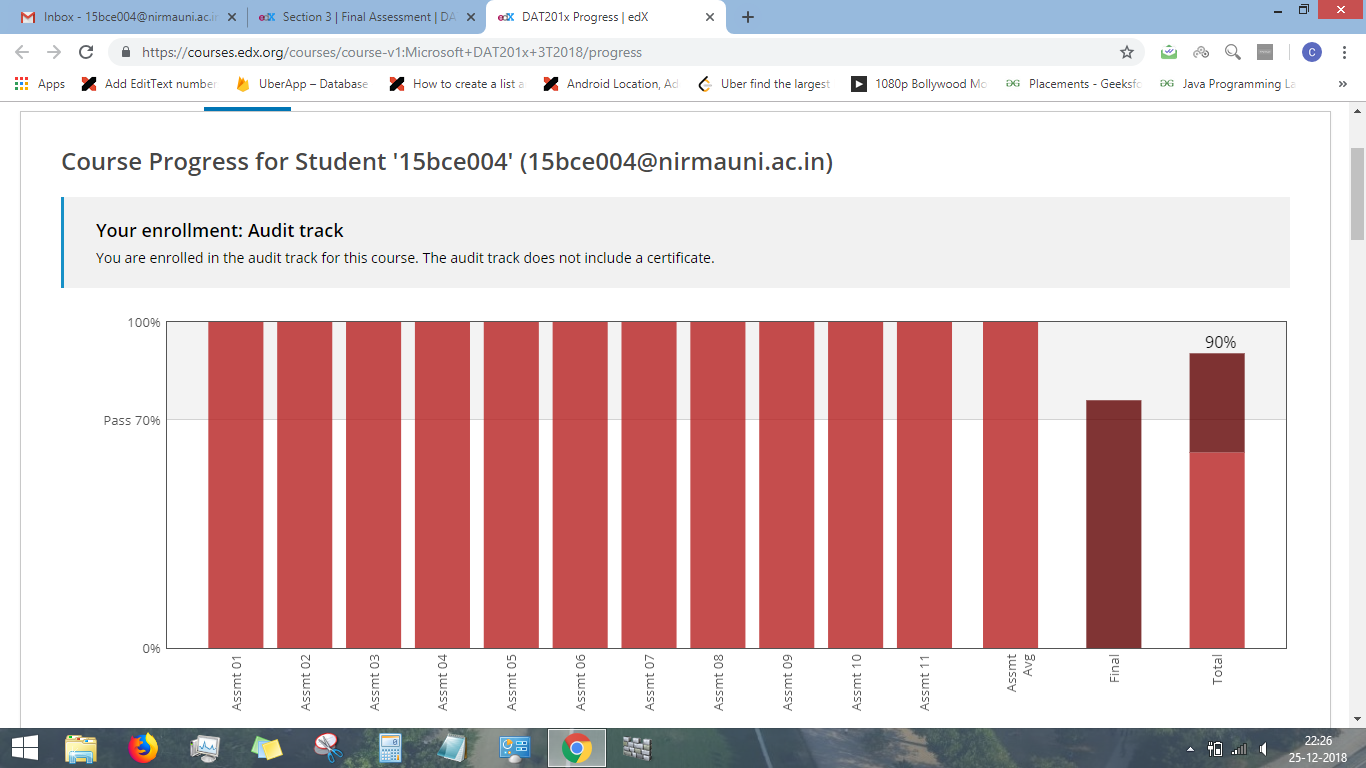 Inbox - 15bce004@nirmauni.ac.i
edX Section 3 | Final Assessment | DA
edX DAT201x Progress | edX
https://courses.edx.org/courses/course-v1:Microsoft+DAT201x+3T2018/progress
C
Apps
Add EditText number
UberApp – Database
How to create a list a
Android Location, Ad
Uber find the largest
1080p Bollywood Mo
Placements - Geeksfo
Java Programming La
»
Course Progress for Student '15bce004' (15bce004@nirmauni.ac.in)
Your enrollment: Audit track
You are enrolled in the audit track for this course. The audit track does not include a certificate.
100%
90%
Pass 70%
0%
Assmt 01
Assmt 02
Assmt 03
Assmt 04
Assmt 05
Assmt 06
Assmt 07
Assmt 08
Assmt 09
Assmt 10
Assmt 11
Assmt
Avg
Final
Total
22:26
25-12-2018